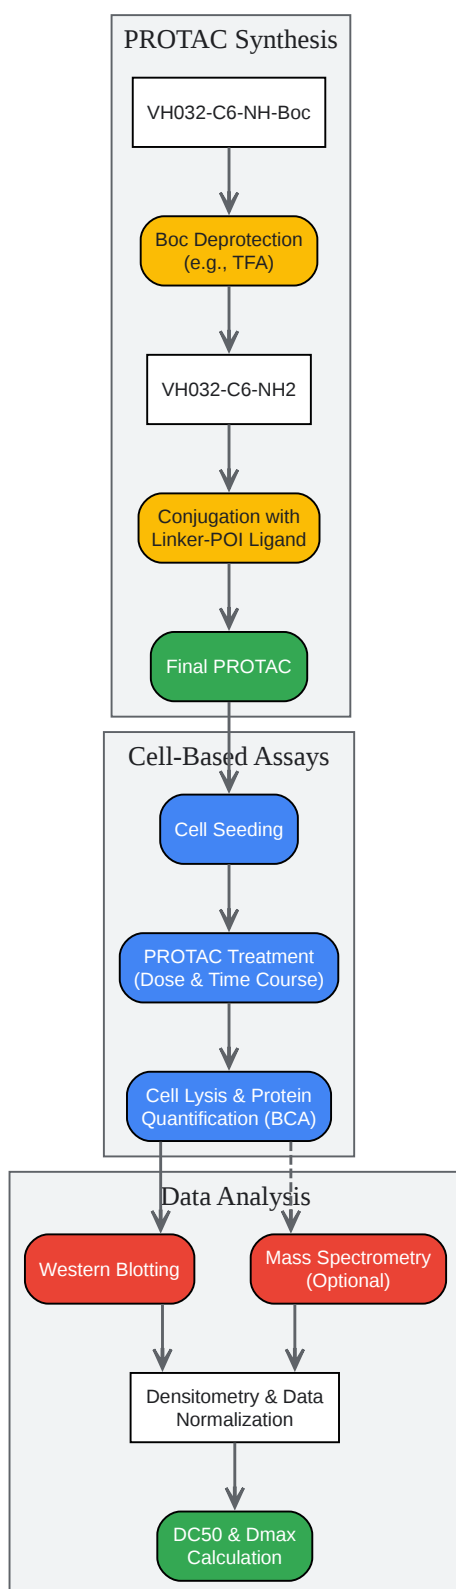 PROTAC Synthesis
VH032-C6-NH-Boc
Boc Deprotection
(e.g., TFA)
VH032-C6-NH2
Conjugation with
Linker-POI Ligand
Final PROTAC
Cell-Based Assays
Cell Seeding
PROTAC Treatment
(Dose & Time Course)
Cell Lysis & Protein
Quantification (BCA)
Data Analysis
Western Blotting
Mass Spectrometry
(Optional)
Densitometry & Data
Normalization
DC50 & Dmax
Calculation